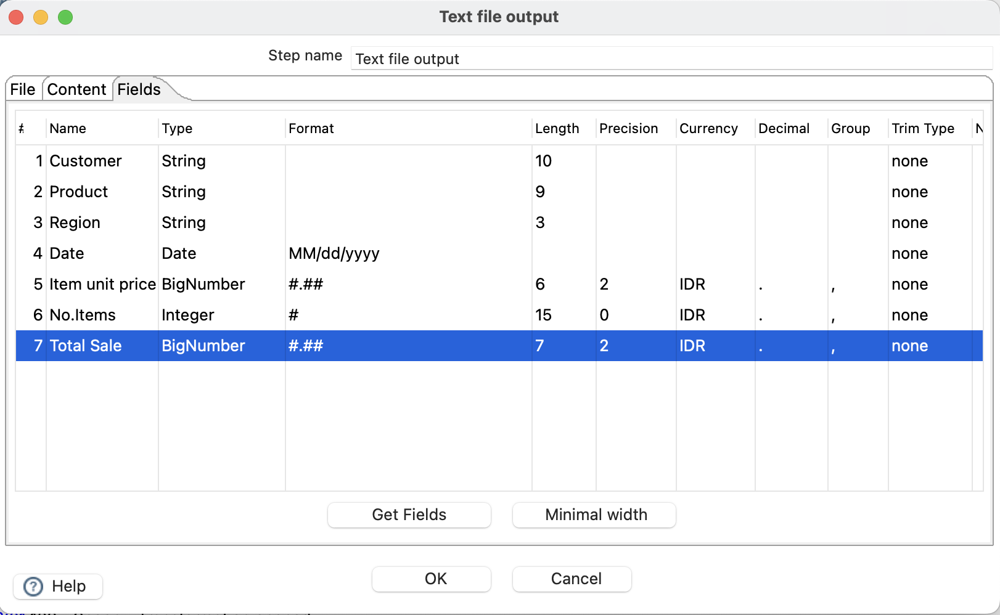 Text file output
Step name Text file output
File Content Fields
# Name Type Format Length Precision Currency Decimal Group Trim Type N
1 Customer String 10 none
2 Product String 9 none
3 Region String 3 none
4 Date Date MM/dd/yyyy none
5 Item unit price BigNumber #.## 6 2 IDR . , none
6 No.Items Integer # 15 0 IDR . , none
7 Total Sale BigNumber #.## 7 2 IDR . , none
Get Fields Minimal width
OK Cancel
? Help